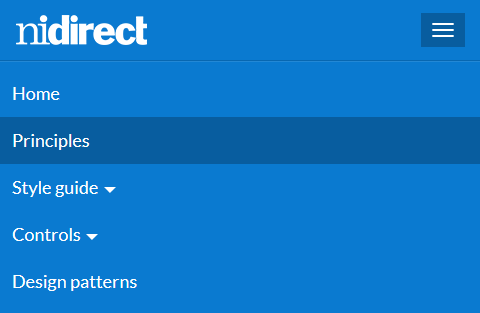 nidirect
Home
Principles
Style guide
Controls
Design patterns